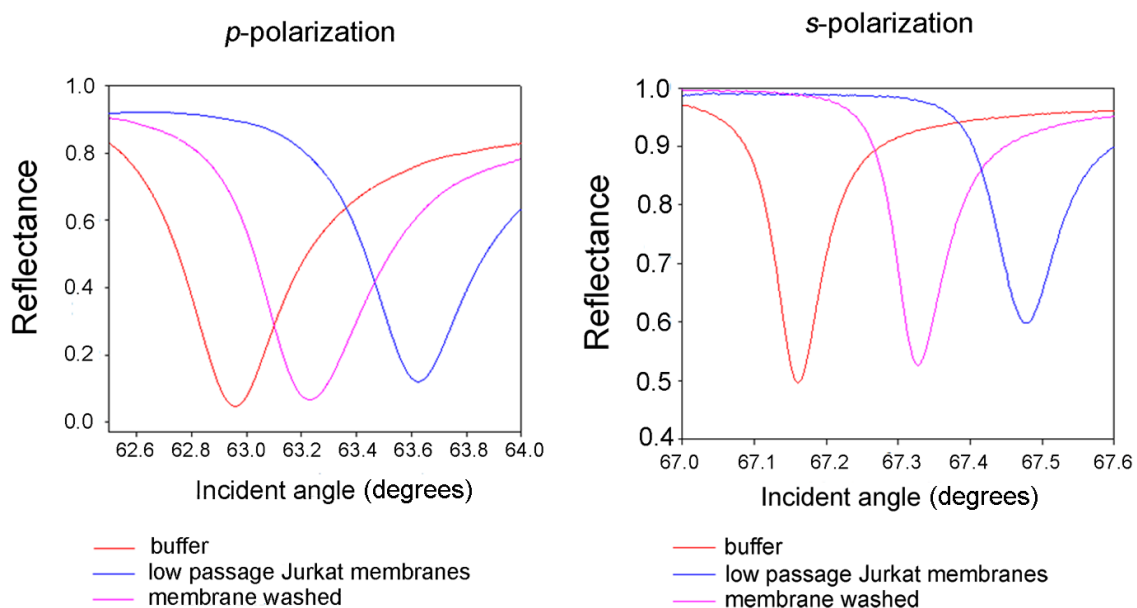 p-polarization
1.0
0.8
0.6
0.4
0.2
0.0
Reflectance
62.6 62.8 63.0 63.2 63.4 63.6 63.8 64.0
Incident angle (degrees)
buffer
low passage Jurkat membranes
membrane washed
s-polarization
1.0
0.9
0.8
0.7
0.6
0.5
0.4
Reflectance
67.0 67.1 67.2 67.3 67.4 67.5 67.6
Incident angle (degrees)
buffer
low passage Jurkat membranes
membrane washed